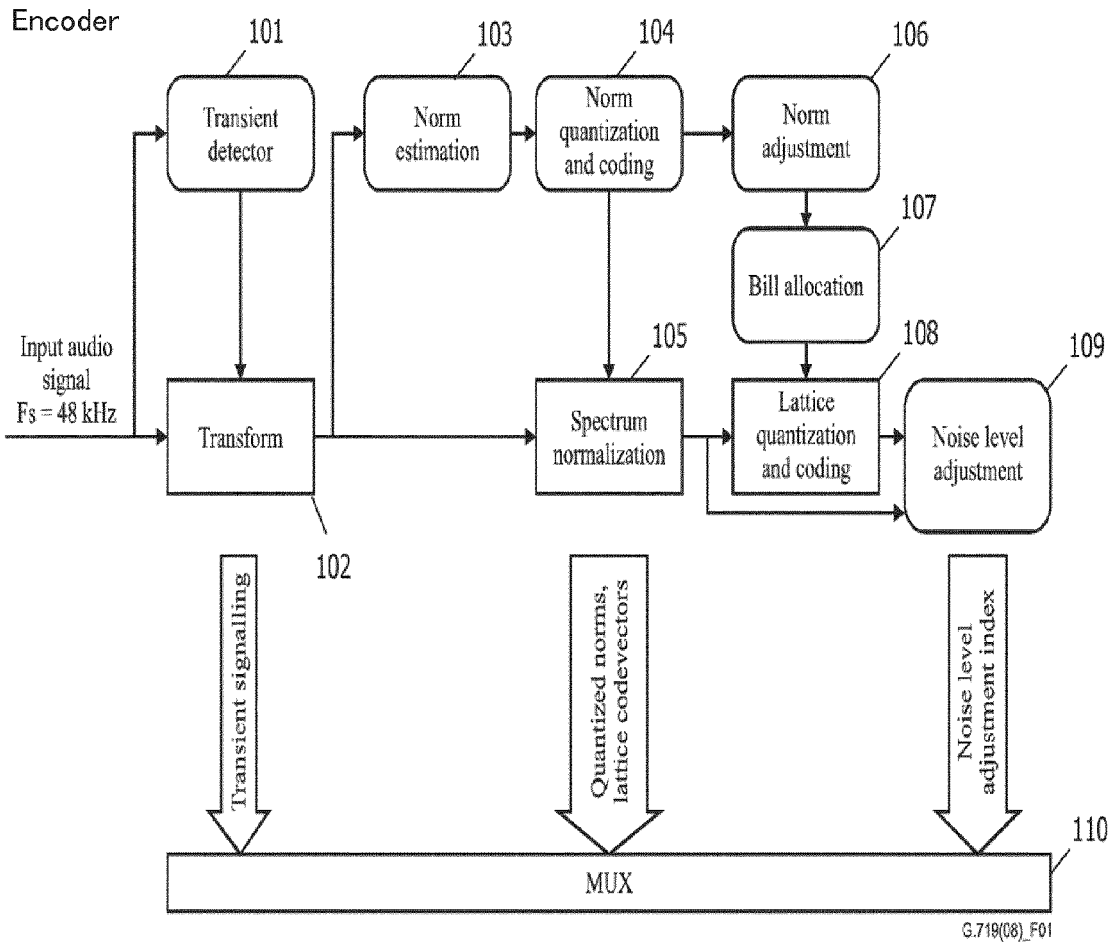 Encoder
101
103
104
106
Transient
detector
Norm
estimation
Norm
quantization
and coding
Norm
adjustment
107
Bill allocation
Input audio
signal
Fs = 48 kHz
105
108
109
Transform
Spectrum
normalization
Lattice
quantization
and coding
Noise level
adjustment
102
Transient signalling
Quantized norms,
lattice codevectors
Noise level
adjustment index
110
MUX
G.719(08)_F01